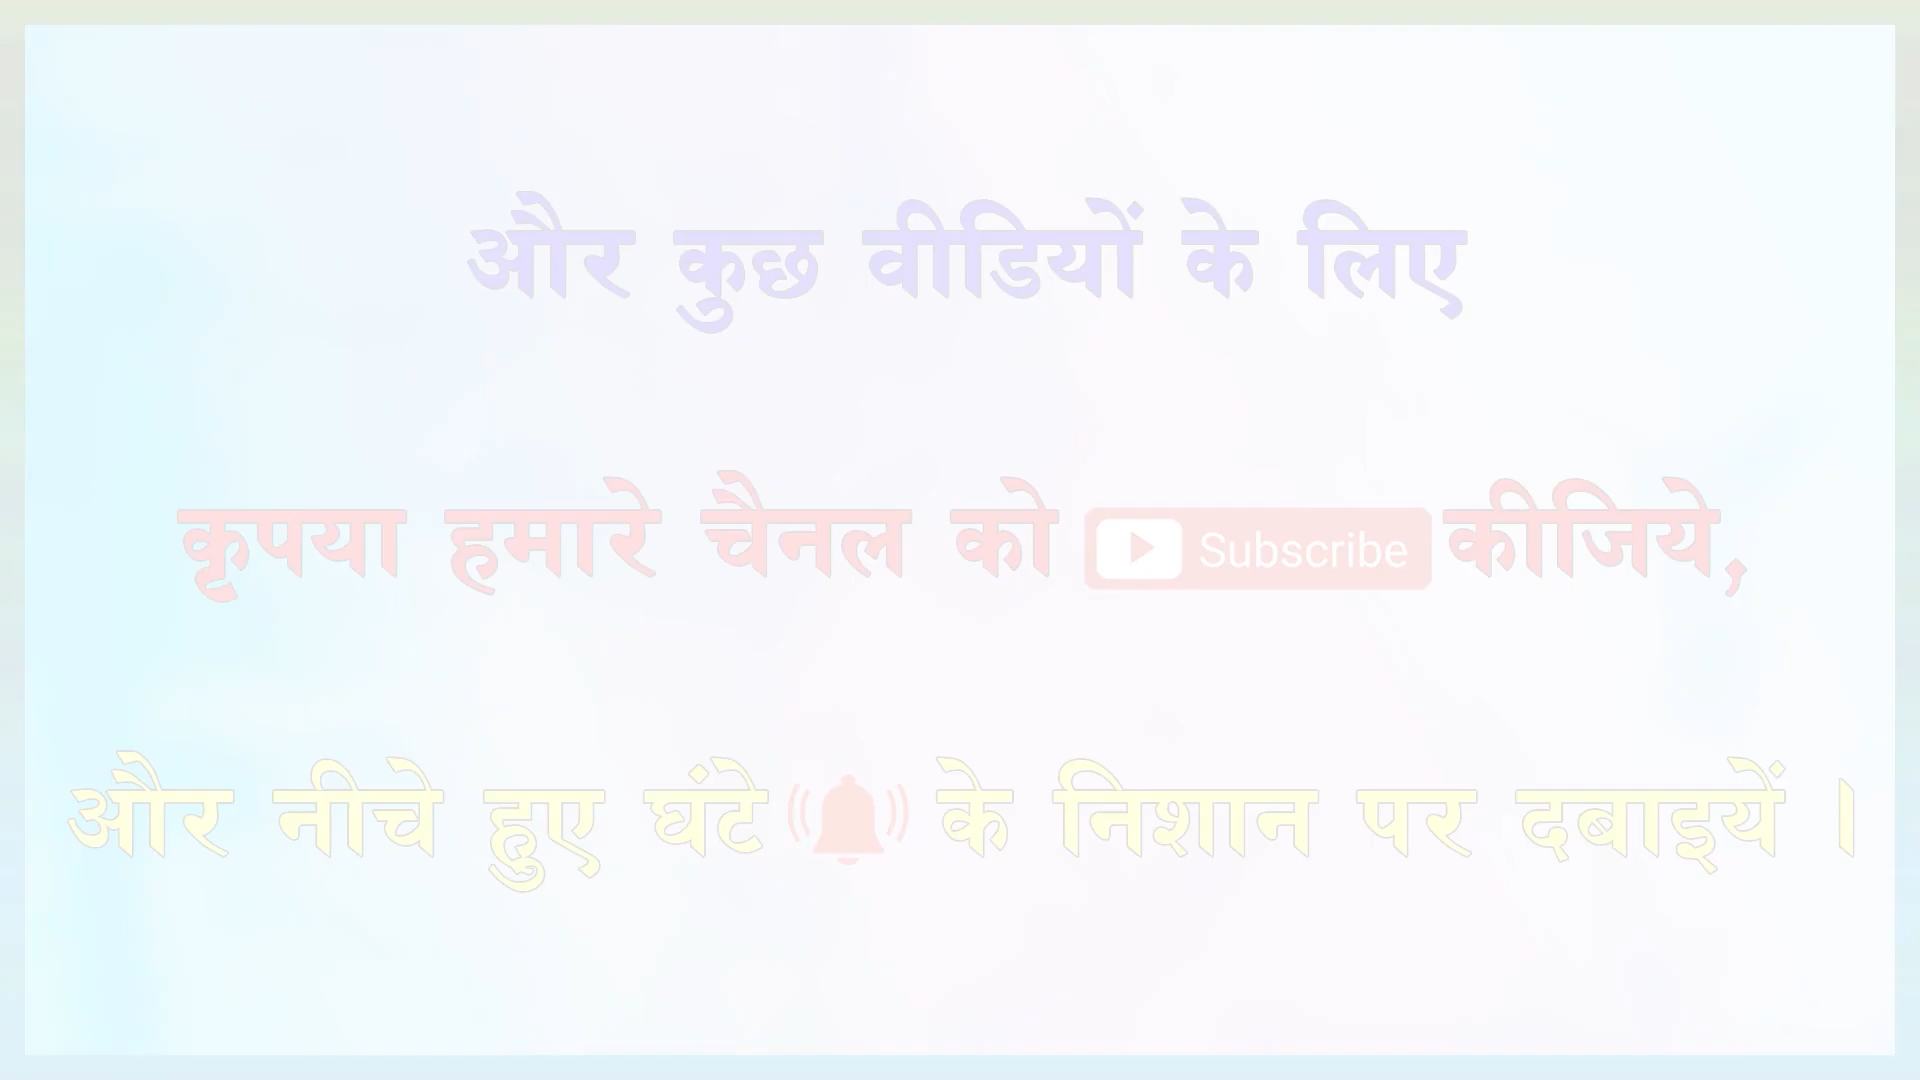 और कुछ वीडियों के लिए
कृपया हमारे चैनल को Subscribe कीजिये,
और नीचे हुए घंटे के निशान पर दबाइयें ।